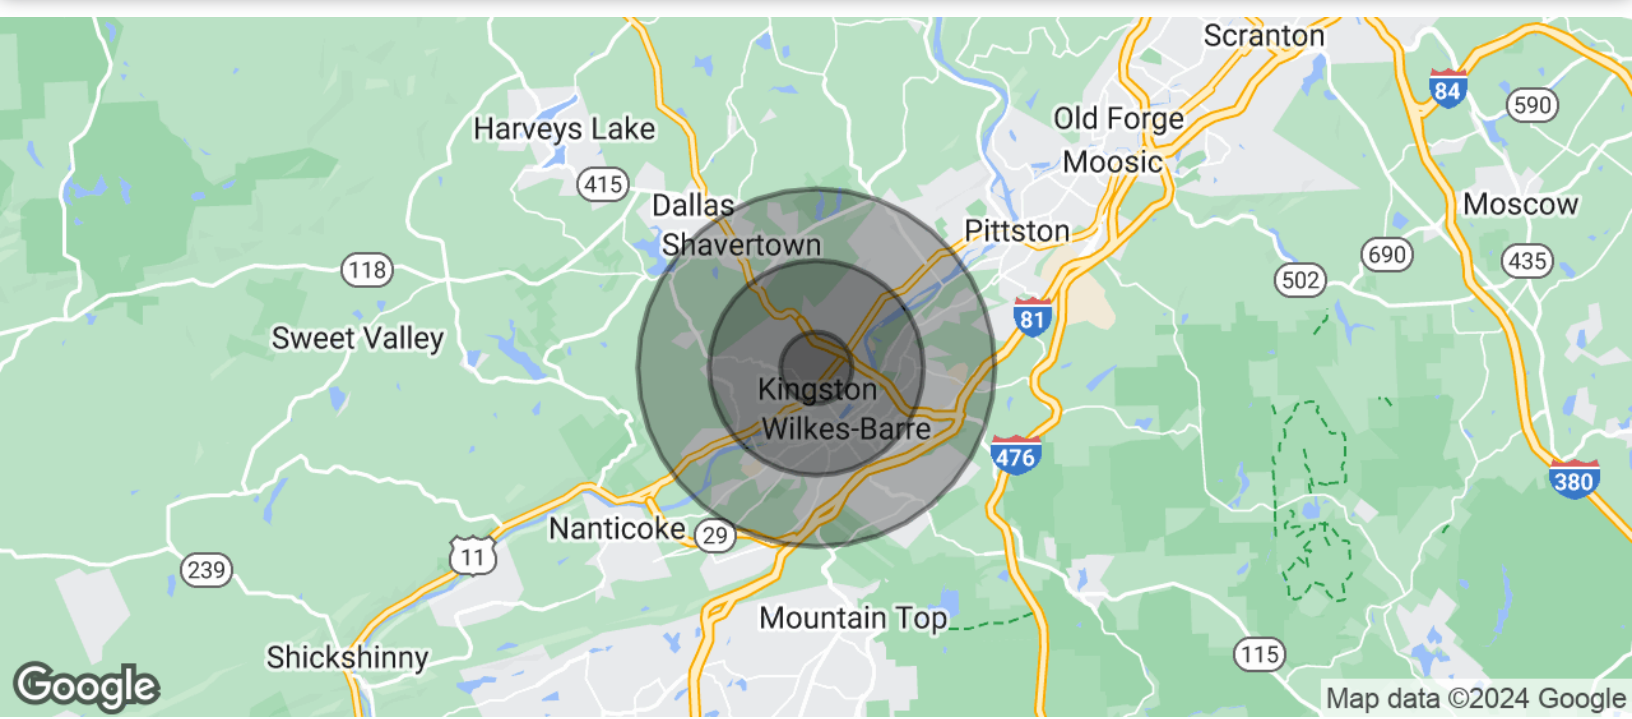 Scranton
84
590
Old Forge
Harveys Lake
Moosic
415
Dallas
Moscow
Pittston
Shavertown
690
435
118
502
81
Sweet Valley
Kingston
Wilkes-Barre
476
380
Nanticoke
29
11
239
Mountain Top
115
Shickshinny
Google
Map data ©2024 Google